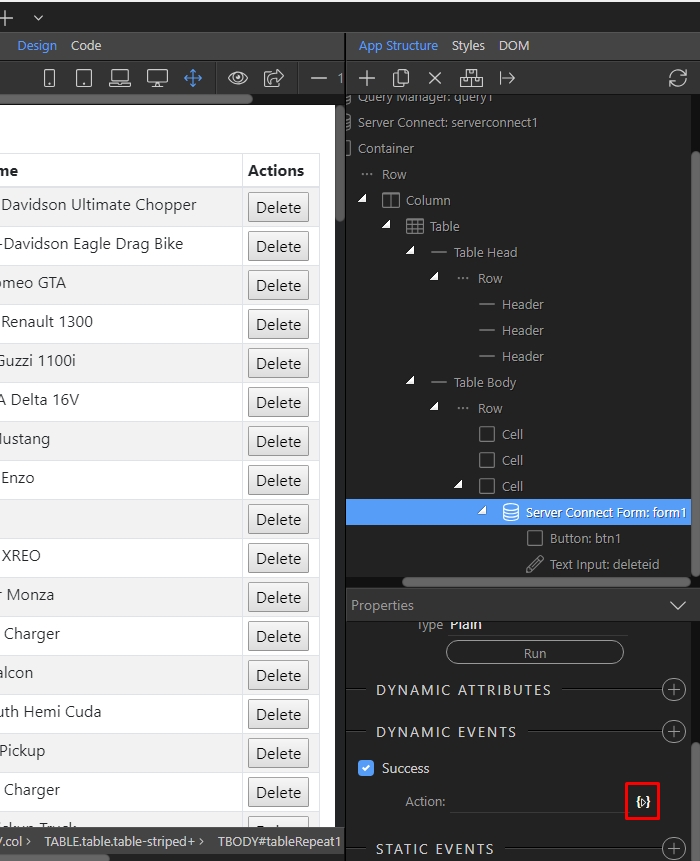 Design Code
App Structure Styles DOM
1
Query Manager: query1
Server Connect: serverconnect1
Container
Row
Column
Table
Table Head
Row
Header
Header
Header
Table Body
Row
Cell
Cell
Cell
Server Connect Form: form1
Button: btn1
Text Input: deleteid
me Actions
Davidson Ultimate Chopper Delete
-Davidson Eagle Drag Bike Delete
omeo GTA Delete
Renault 1300 Delete
Guzzi 1100i Delete
A Delta 16V Delete
Mustang Delete
Enzo Delete
Delete
XREO Delete
r Monza Delete
Charger Delete
alcon Delete
uth Hemi Cuda Delete
Pickup Delete
Charger Delete
Pickup Truck Delete
V.col > TABLE.table.table-striped+ > TBODY#tableRepeat1
Properties
Type Plain
Run
DYNAMIC ATTRIBUTES
DYNAMIC EVENTS
Success
Action:
STATIC EVENTS